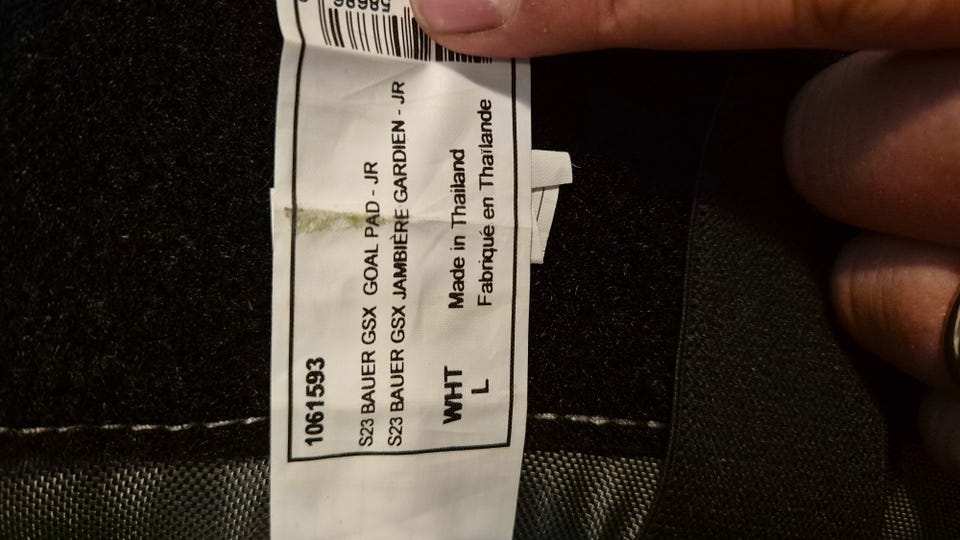 1061593
S23 BAUER GSX GOAL PAD - JR
S23 BAUER GSX JAMBIÈRE GARDIEN - JR
WHT
L
Made in Thailand
Fabriqué en Thaïlande